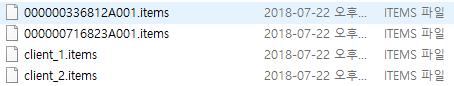 000000336812A001.items 2018-07-22 오후... ITEMS 파일
000000716823A001.items 2018-07-22 오후... ITEMS 파일
client_1.items 2018-07-22 오후... ITEMS 파일
client_2.items 2018-07-22 오후... ITEMS 파일